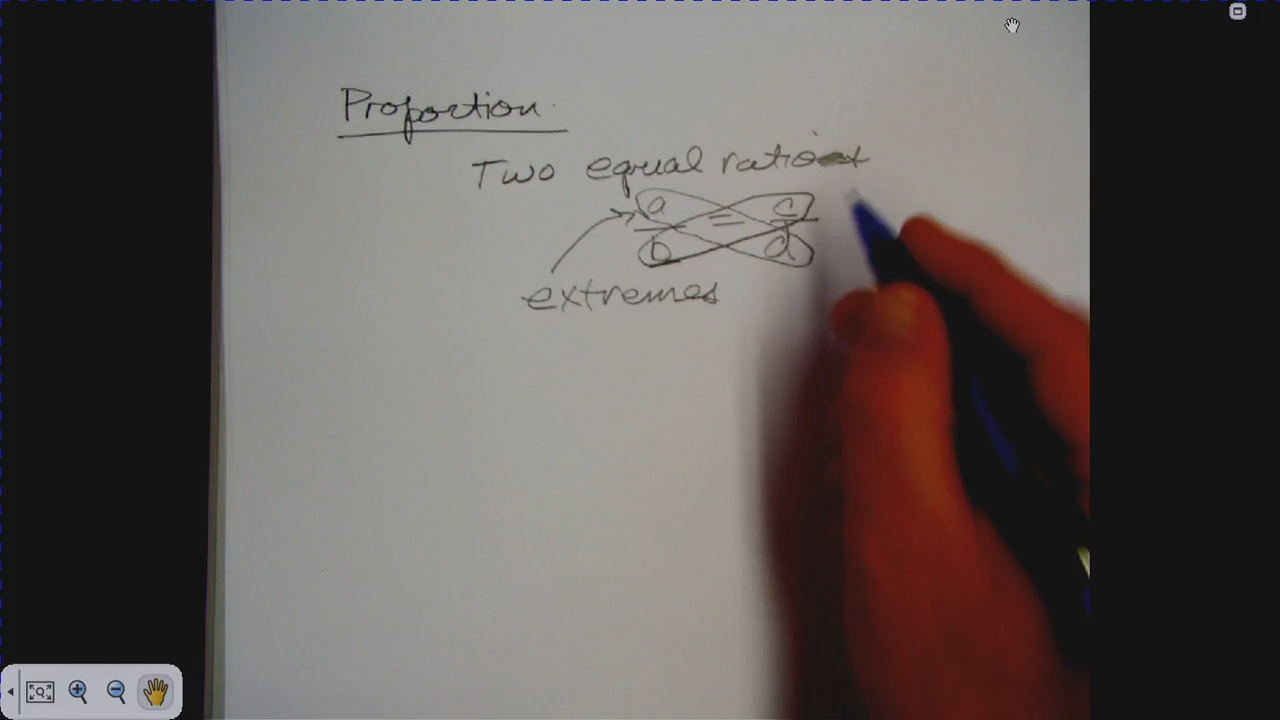 Proportion
Two equal ratios
a = c
b d
extremes